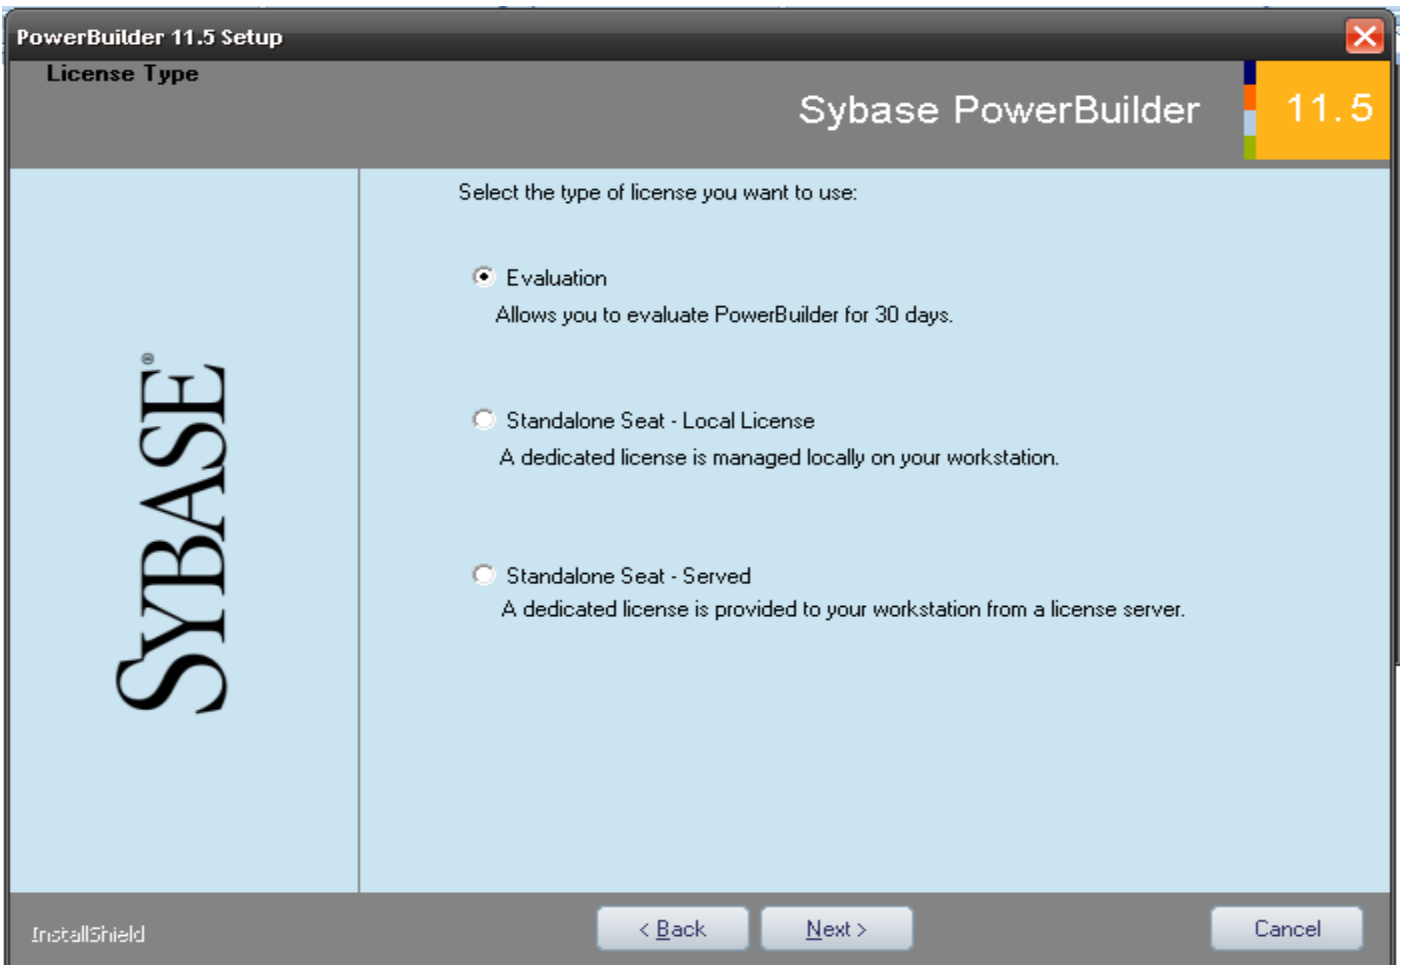 PowerBuilder 11.5 Setup
License Type
Sybase PowerBuilder
11.5
Select the type of license you want to use:
Evaluation
Allows you to evaluate PowerBuilder for 30 days.
Standalone Seat - Local License
A dedicated license is managed locally on your workstation.
Standalone Seat - Served
A dedicated license is provided to your workstation from a license server.
SYBASE®
InstallShield
< Back
Next >
Cancel